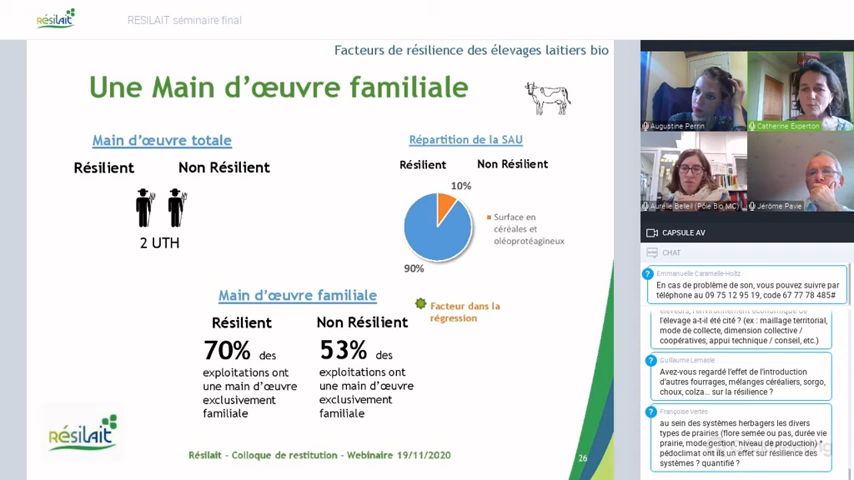 Résilait
RESILAIT séminaire final
Facteurs de résilience des élevages laitiers bio
Une Main d'œuvre familiale
Main d'œuvre totale
Résilient
Non Résilient
2 UTH
Répartition de la SAU
Résilient
Non Résilient
10%
90%
Surface en
céréales et
oléoprotéagineux
Main d'œuvre familiale
Facteur dans la
régression
Résilient
70% des
exploitations ont
une main d'œuvre
exclusivement
familiale
Non Résilient
53% des
exploitations ont
une main d'œuvre
exclusivement
familiale
Résilait
Résilait - Colloque de restitution - Webinaire 19/11/2020
26
Augustine Perrin
Catherine Experton
Aurélie Belleil (Pôle Bio MC)
Jérôme Pavie
CAPSULE AV
CHAT
Emmanuelle Caramelle-Holtz
En cas de problème de son, vous pouvez suivre par
téléphone au 09 75 12 95 19, code 67 77 78 485#
l'élevage a-t-il été cité ? (ex : maillage territorial,
mode de collecte, dimension collective /
coopératives, appui technique / conseil, etc.)
Guillaume Lemasle
Avez-vous regardé l'effet de l'introduction
d'autres fourrages, mélanges céréaliers, sorgo,
choux, colza... sur la résilience ?
Françoise Vertès
au sein des systèmes herbagers les divers
types de prairies (flore semée ou pas, durée vie
prairie, mode gestion, niveau de production) *
pédoclimat ont ils un effet sur résilience des
systèmes ? quantifié ?